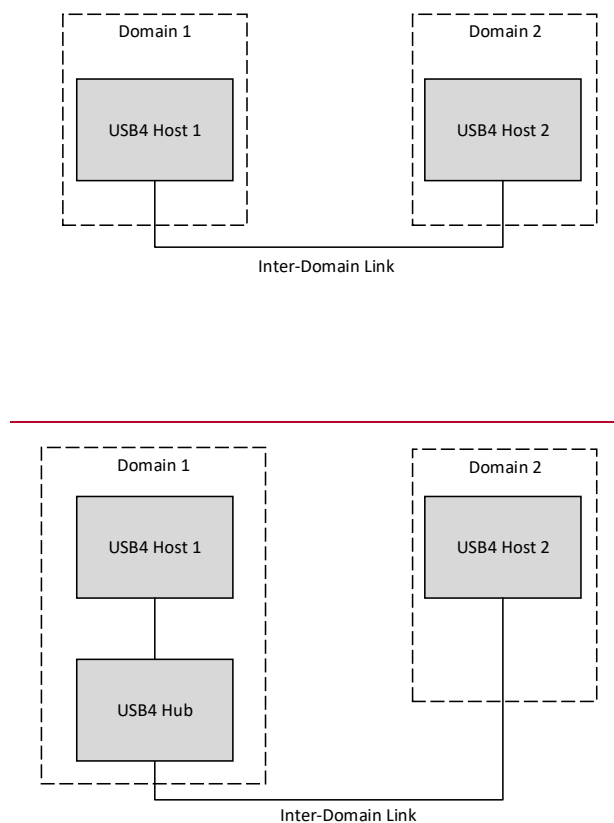 Domain 1
Domain 2
USB4 Host 1
USB4 Host 2
Inter-Domain Link
Domain 1
Domain 2
USB4 Host 1
USB4 Host 2
USB4 Hub
Inter-Domain Link